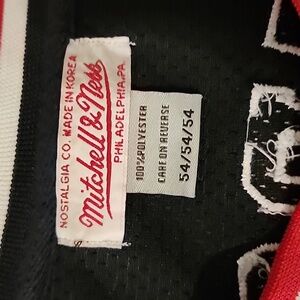 NOSTALGIA CO. MADE IN KOREA
Mitchell & Ness
PHILADELPHIA, PA.
100% POLYESTER
CARE ON REVERSE
54/54/54